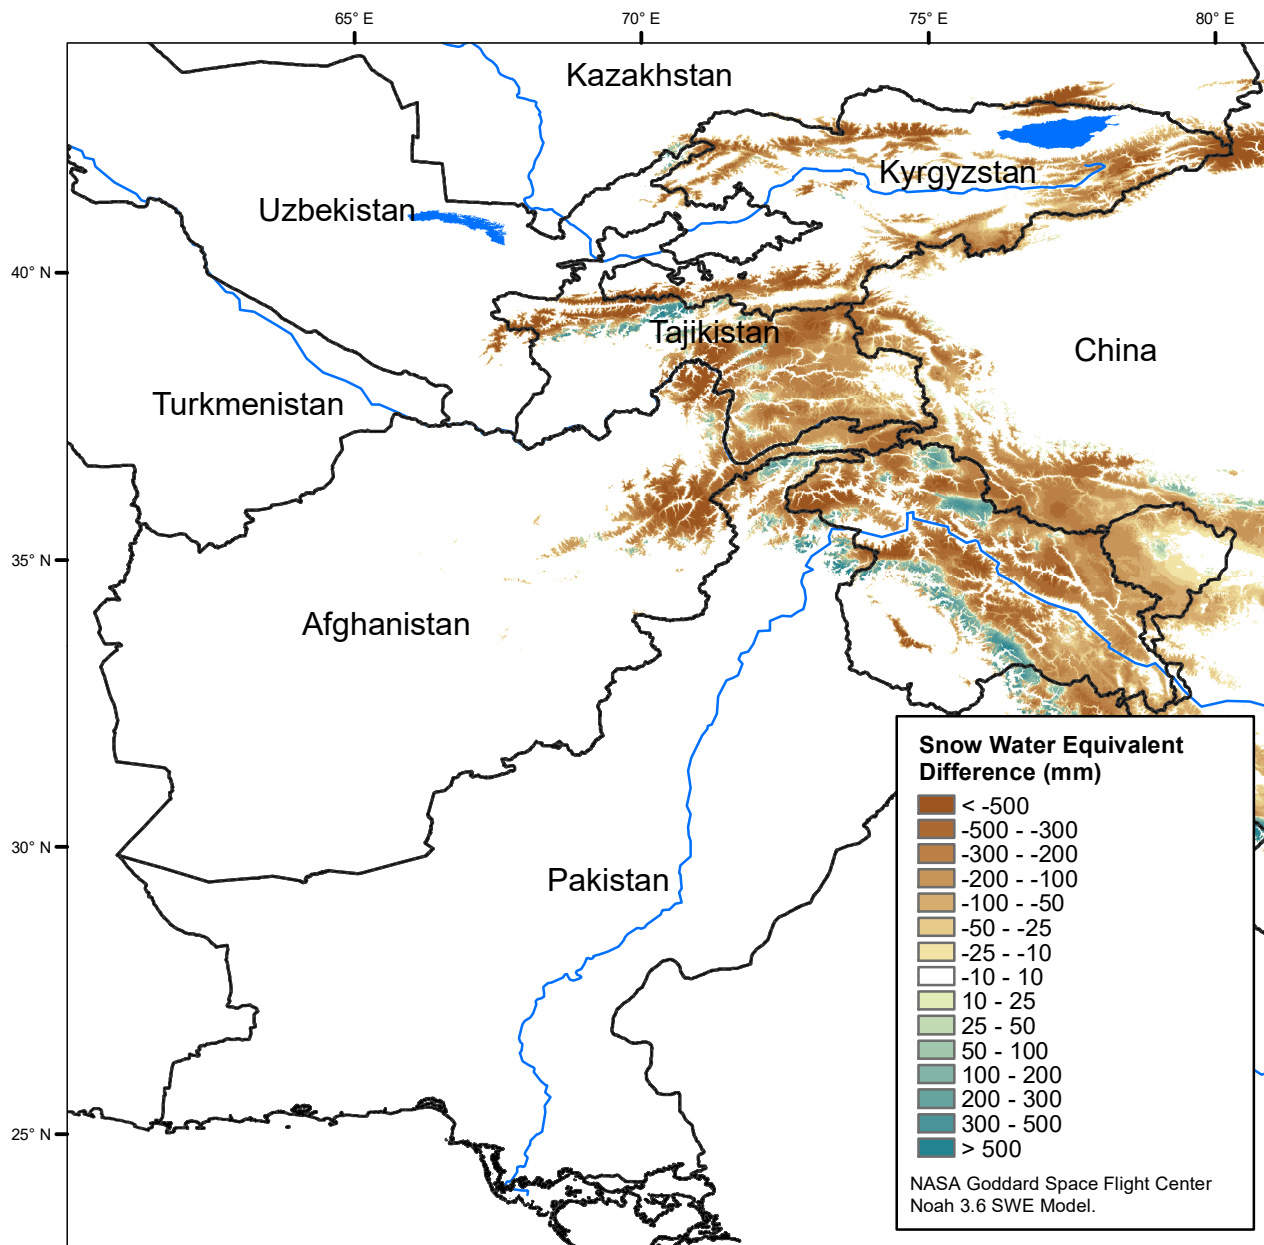 65° E
70° E
75° E
80° E
Kazakhstan
Kyrgyzstan
Uzbekistan
40° N
Tajikistan
China
Turkmenistan
35° N
Afghanistan
Snow Water Equivalent
Difference (mm)
< -500
-500 - -300
-300 - -200
-200 - -100
-100 - -50
-50 - -25
-25 - -10
-10 - 10
10 - 25
25 - 50
50 - 100
100 - 200
200 - 300
300 - 500
> 500
NASA Goddard Space Flight Center
Noah 3.6 SWE Model.
30° N
Pakistan
25° N